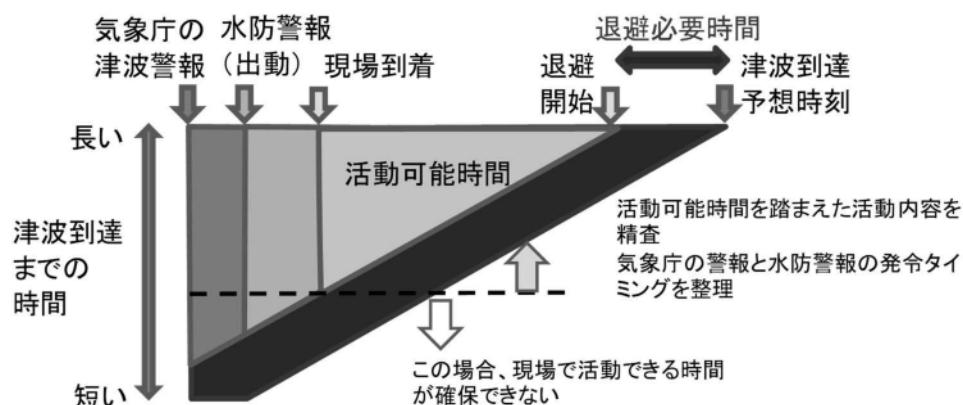 気象庁の
津波警報
水防警報
(出動)
現場到着
退避必要時間
退避
開始
津波到達
予想時刻
長い
活動可能時間
津波到達
までの
時間
活動可能時間を踏まえた活動内容を
精査
気象庁の警報と水防警報の発令タイ
ミングを整理
この場合、現場で活動できる時間
が確保できない
短い